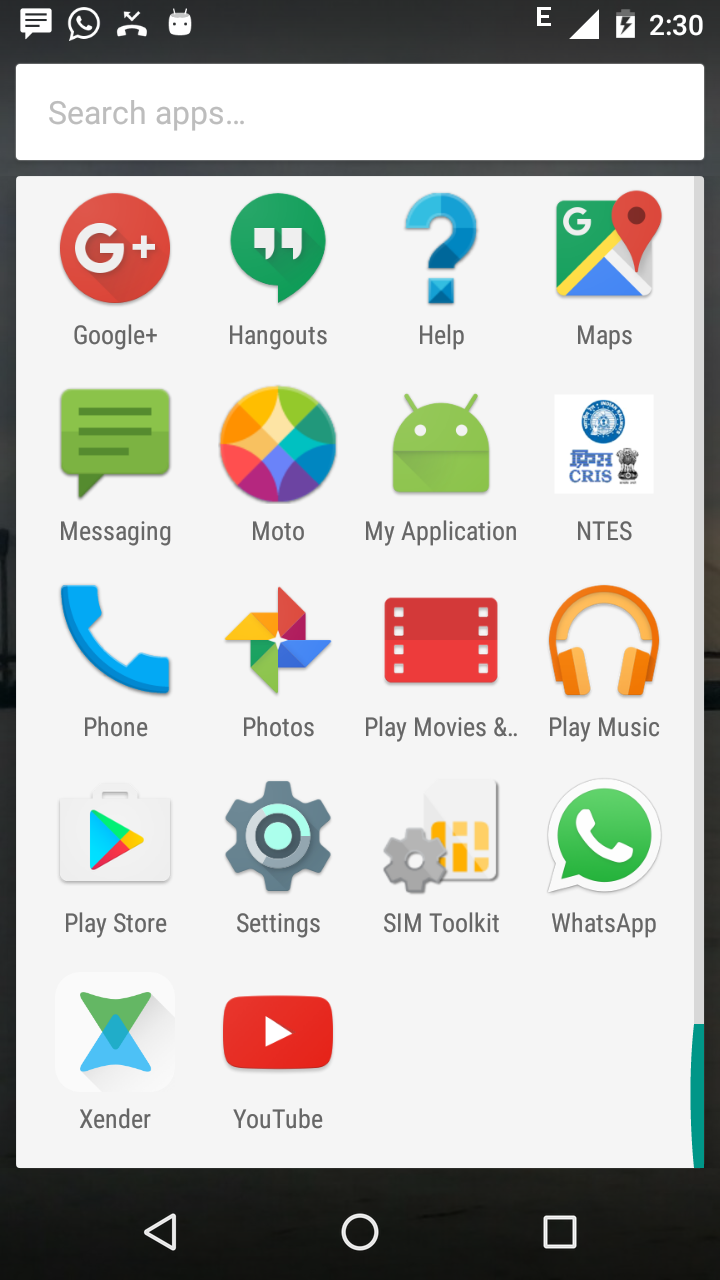 E 2:30
Search apps...
G+ G
Google+ Hangouts Help Maps
CRIS
Messaging Moto My Application NTES
Phone Photos Play Movies &.. Play Music
Play Store Settings SIM Toolkit WhatsApp
Xender YouTube